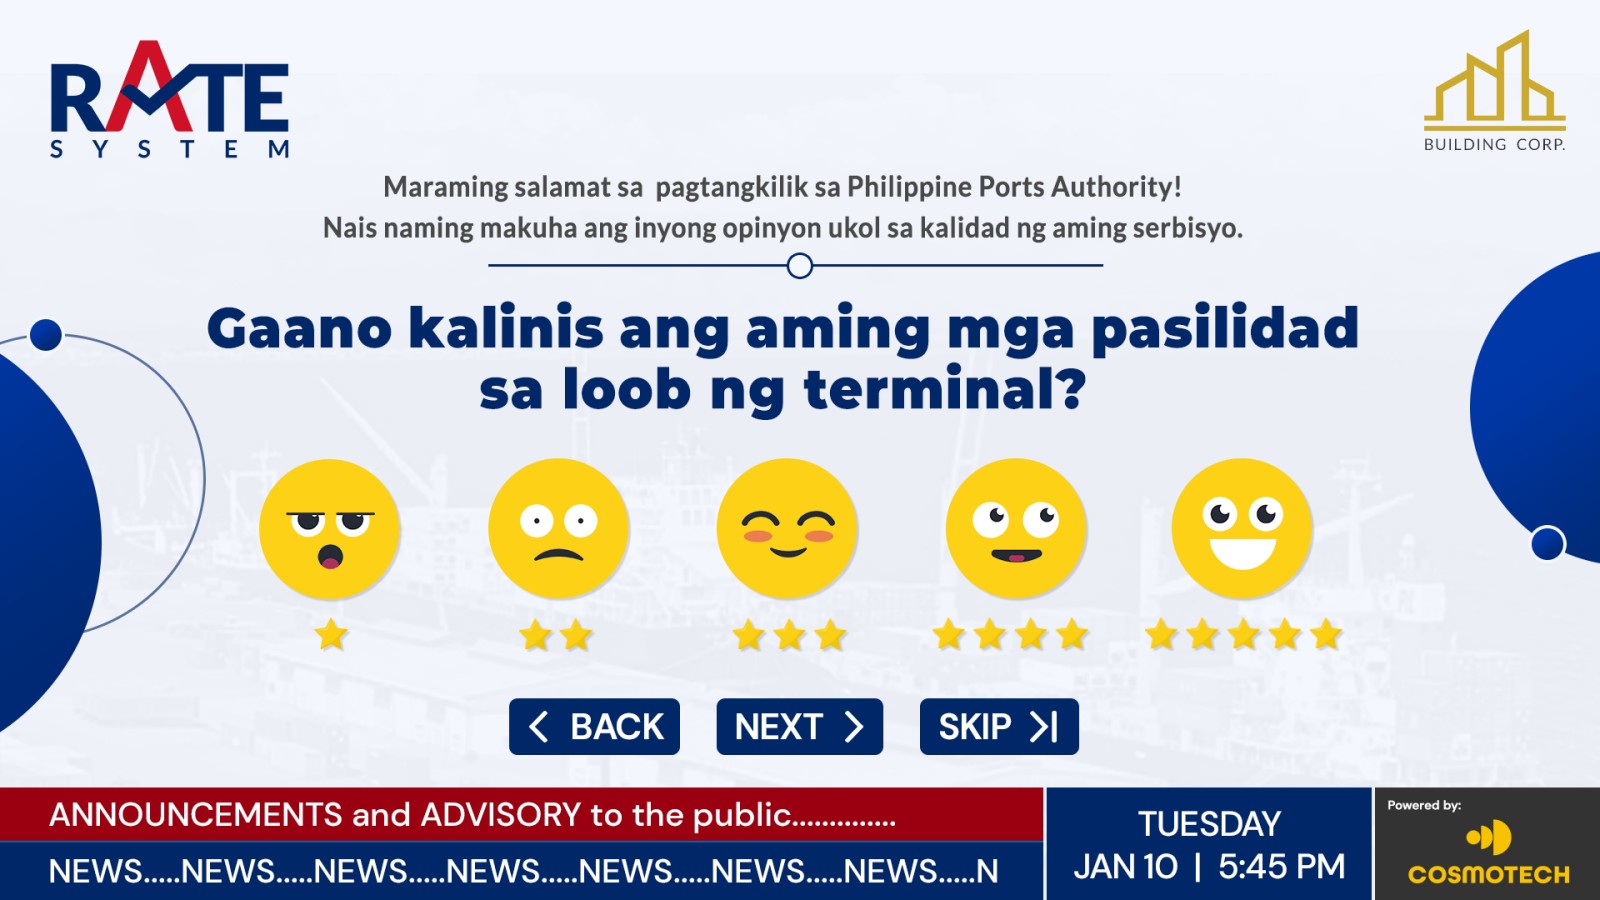 RATE
SYSTEM
BUILDING CORP.
Maraming salamat sa pagtangkilik sa Philippine Ports Authority!
Nais naming makuha ang inyong opinyon ukol sa kalidad ng aming serbisyo.
Gaano kalinis ang aming mga pasilidad
sa loob ng terminal?
BACK
NEXT
SKIP
ANNOUNCEMENTS and ADVISORY to the public..............
NEWS.....NEWS.....NEWS.....NEWS.....NEWS.....NEWS.....NEWS.....N
TUESDAY
JAN 10 | 5:45 PM
Powered by:
COSMOTECH